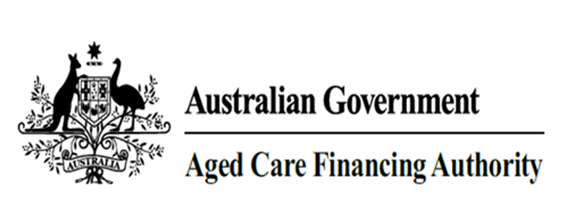 AUSTRALIA
Australian Government
Aged Care Financing Authority